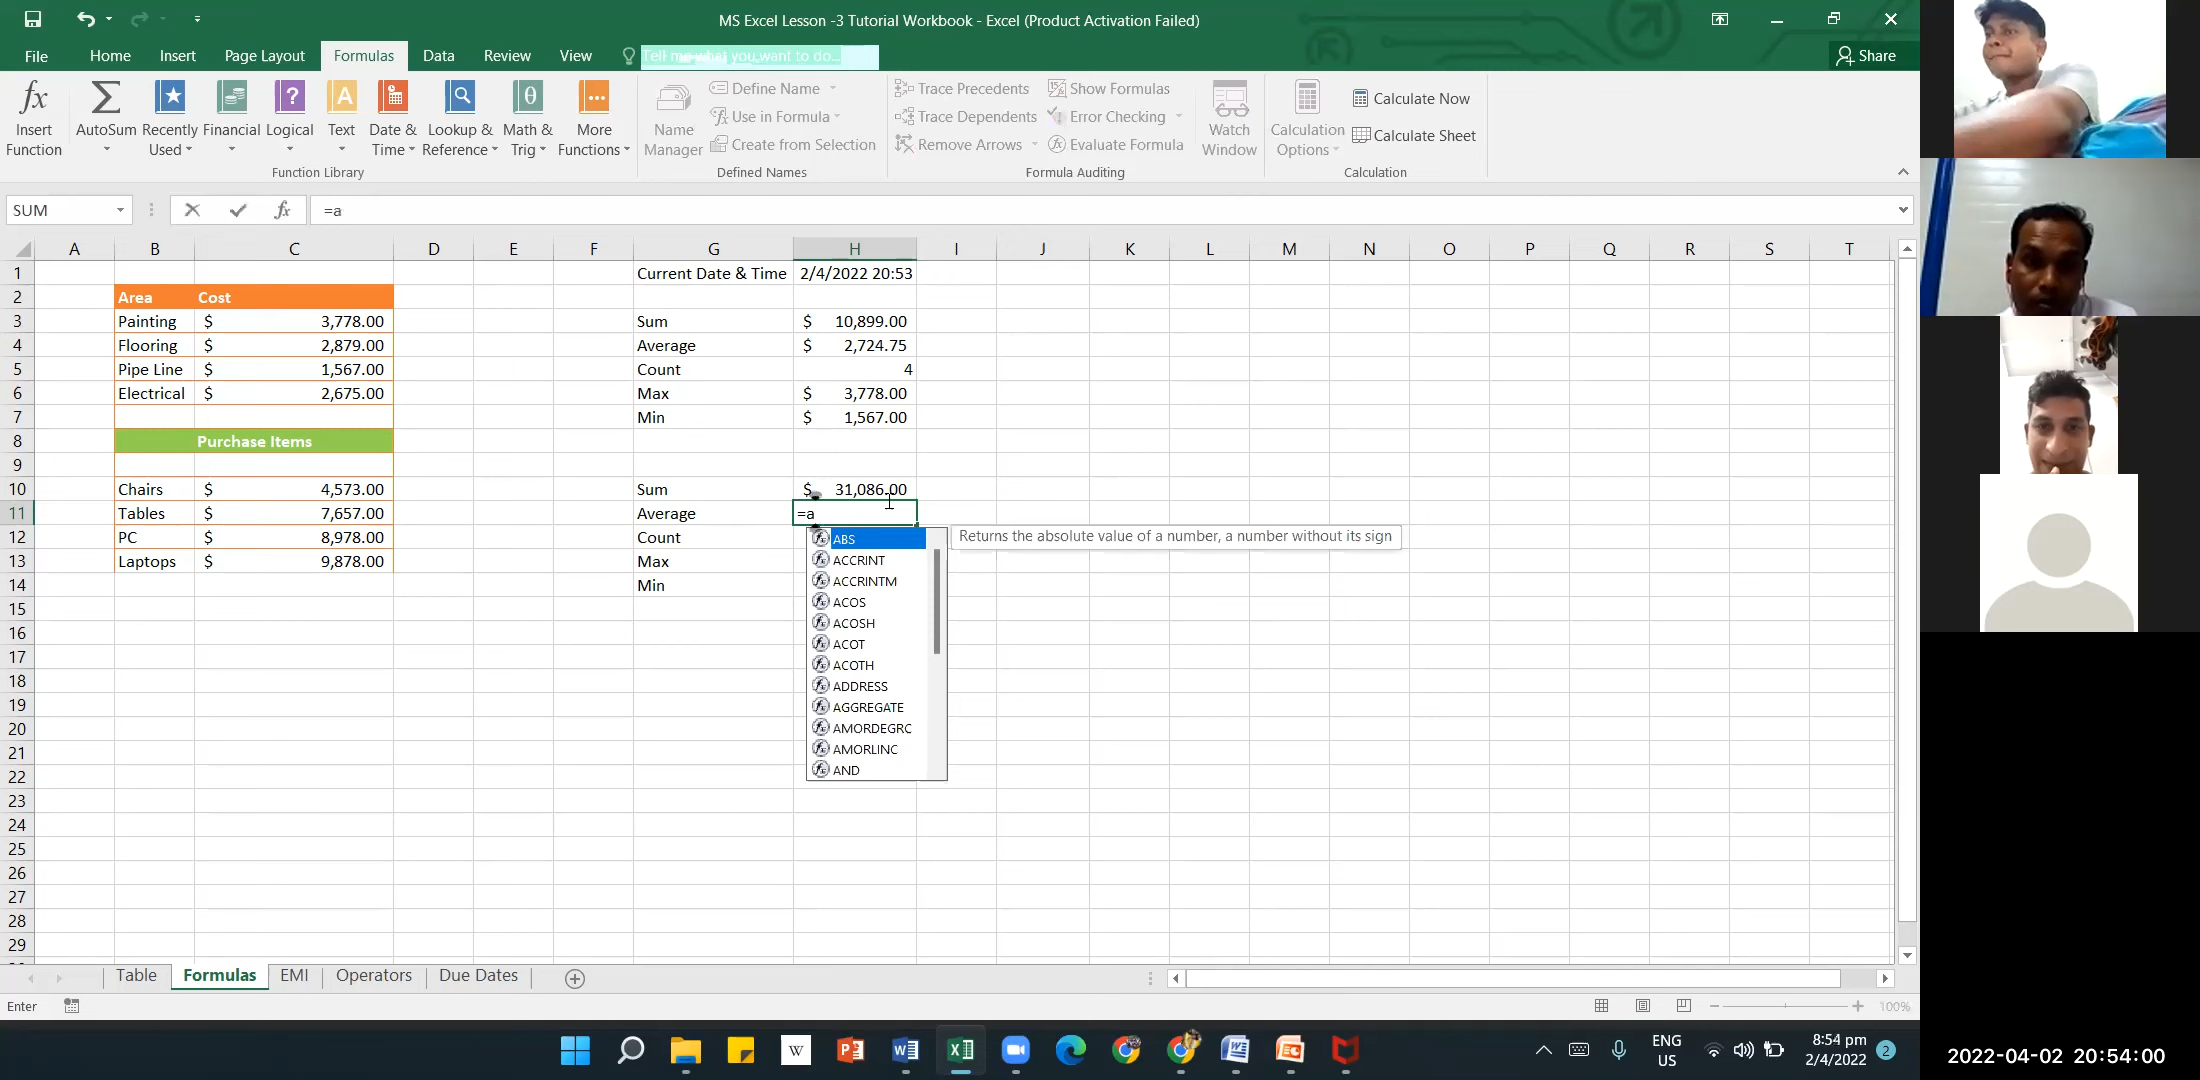 MS Excel Lesson -3 Tutorial Workbook - Excel (Product Activation Failed)
File Home Insert Page Layout Formulas Data Review View Tell me what you want to do... Share
Insert Function
AutoSum
Recently Used
Financial
Logical
Text
Date & Time
Lookup & Reference
Math & Trig
More Functions
Function Library
Name Manager
Define Name
Use in Formula
Create from Selection
Defined Names
Trace Precedents
Trace Dependents
Remove Arrows
Show Formulas
Error Checking
Evaluate Formula
Formula Auditing
Watch Window
Calculation Options
Calculate Now
Calculate Sheet
Calculation
SUM fx =a
A B C D E F G H I J K L M N O P Q R S T
1 Current Date & Time 2/4/2022 20:53
2 Area Cost
3 Painting $ 3,778.00 Sum $ 10,899.00
4 Flooring $ 2,879.00 Average $ 2,724.75
5 Pipe Line $ 1,567.00 Count 4
6 Electrical $ 2,675.00 Max $ 3,778.00
7 Min $ 1,567.00
8 Purchase Items
9
10 Chairs $ 4,573.00 Sum $ 31,086.00
11 Tables $ 7,657.00 Average =a
12 PC $ 8,978.00 Count
13 Laptops $ 9,878.00 Max
14 Min
15
16
17
18
19
20
21
22
23
24
25
26
27
28
29
ABS Returns the absolute value of a number, a number without its sign
ACCRINT
ACCRINTM
ACOS
ACOSH
ACOT
ACOTH
ADDRESS
AGGREGATE
AMORDEGRC
AMORLINC
AND
Table Formulas EMI Operators Due Dates
Enter 100%
ENG US
8:54 pm
2/4/2022
2
2022-04-02 20:54:00